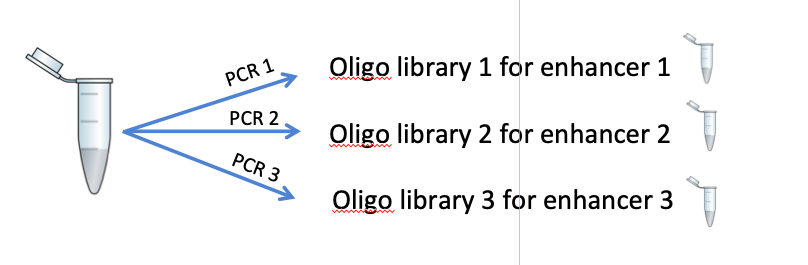 PCR 1
Oligo library 1 for enhancer 1
PCR 2
Oligo library 2 for enhancer 2
PCR 3
Oligo library 3 for enhancer 3